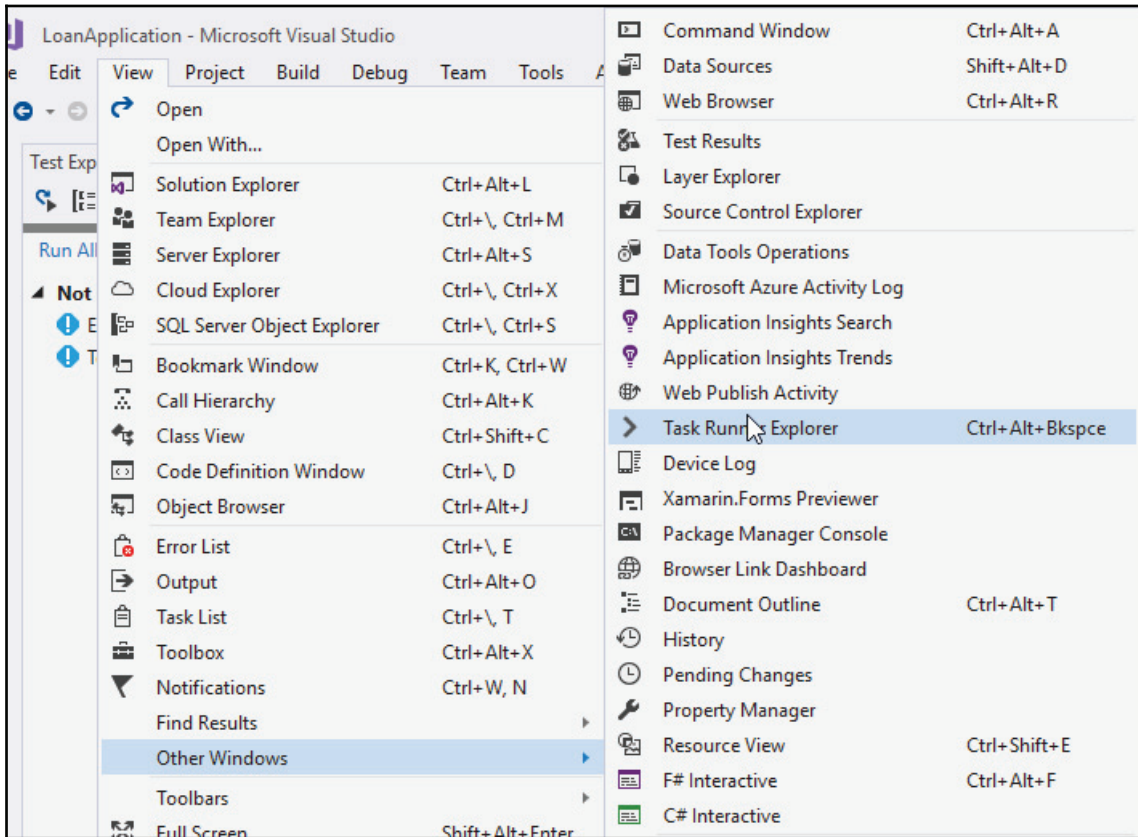 LoanApplication - Microsoft Visual Studio
e Edit View Project Build Debug Team Tools A
Test Exp
Run All
Not
E
T
Open
Open With...
Solution Explorer Ctrl+Alt+L
Team Explorer Ctrl+\, Ctrl+M
Server Explorer Ctrl+Alt+S
Cloud Explorer Ctrl+\, Ctrl+X
SQL Server Object Explorer Ctrl+\, Ctrl+S
Bookmark Window Ctrl+K, Ctrl+W
Call Hierarchy Ctrl+Alt+K
Class View Ctrl+Shift+C
Code Definition Window Ctrl+\, D
Object Browser Ctrl+Alt+J
Error List Ctrl+\, E
Output Ctrl+Alt+O
Task List Ctrl+\, T
Toolbox Ctrl+Alt+X
Notifications Ctrl+W, N
Find Results
Other Windows
Toolbars
Full Screen Shift+Alt+Enter
Command Window Ctrl+Alt+A
Data Sources Shift+Alt+D
Web Browser Ctrl+Alt+R
Test Results
Layer Explorer
Source Control Explorer
Data Tools Operations
Microsoft Azure Activity Log
Application Insights Search
Application Insights Trends
Web Publish Activity
Task Runner Explorer Ctrl+Alt+Bkspce
Device Log
Xamarin.Forms Previewer
Package Manager Console
Browser Link Dashboard
Document Outline Ctrl+Alt+T
History
Pending Changes
Property Manager
Resource View Ctrl+Shift+E
F# Interactive Ctrl+Alt+F
C# Interactive